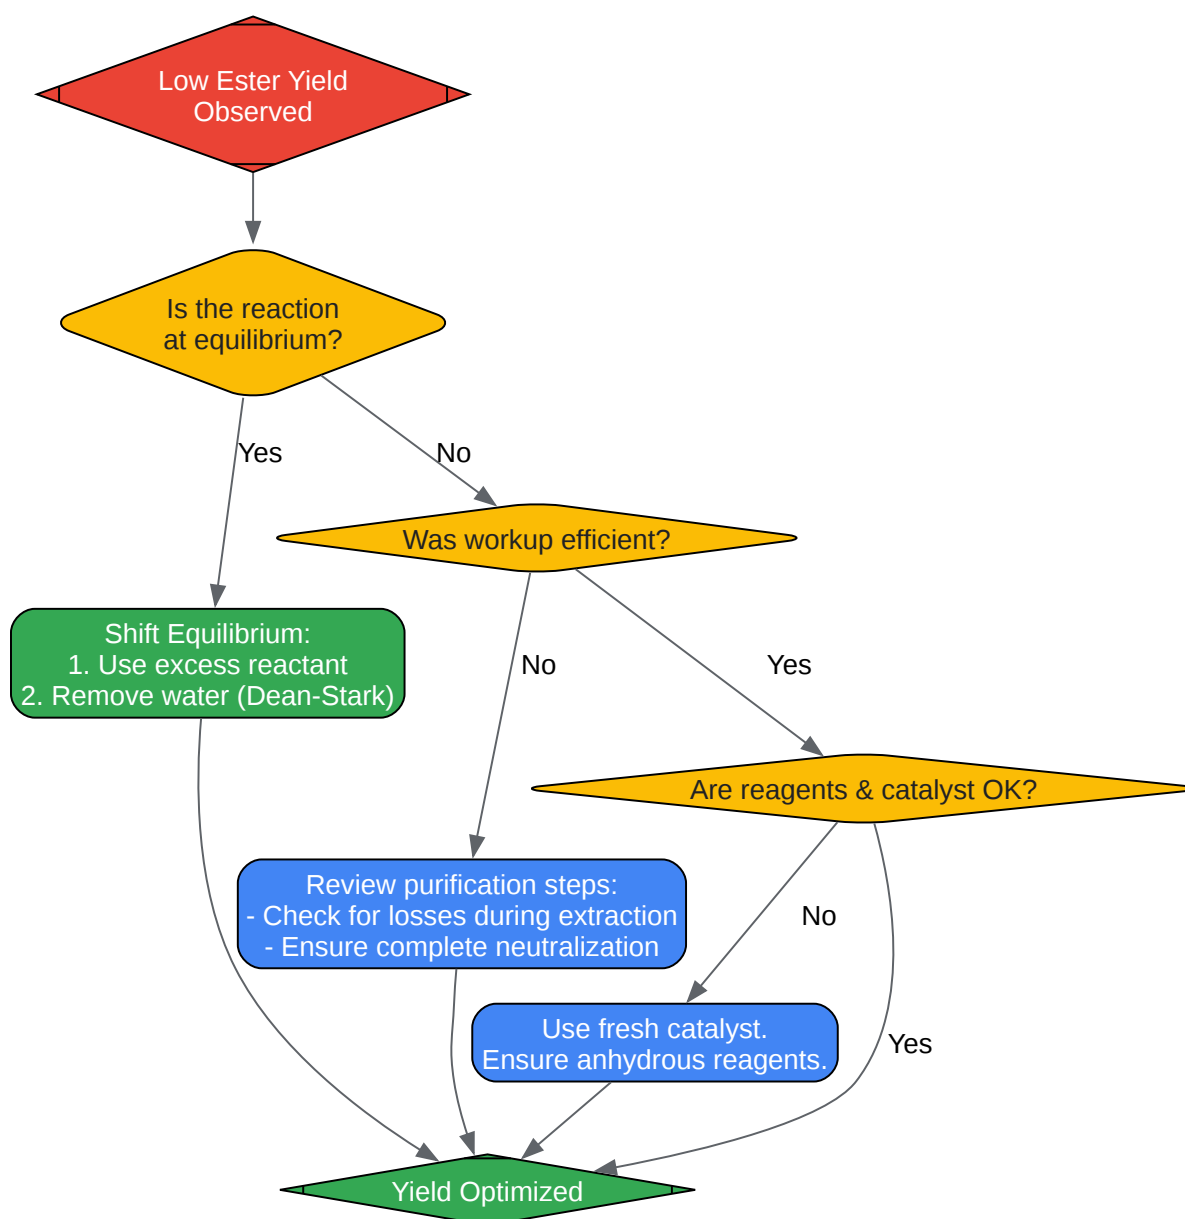 Low Ester Yield
Observed
Is the reaction
at equilibrium?
Yes
No
Was workup efficient?
Shift Equilibrium:
1. Use excess reactant
2. Remove water (Dean-Stark)
No
Yes
Are reagents & catalyst OK?
Review purification steps:
- Check for losses during extraction
- Ensure complete neutralization
No
Use fresh catalyst.
Ensure anhydrous reagents.
Yes
Yield Optimized